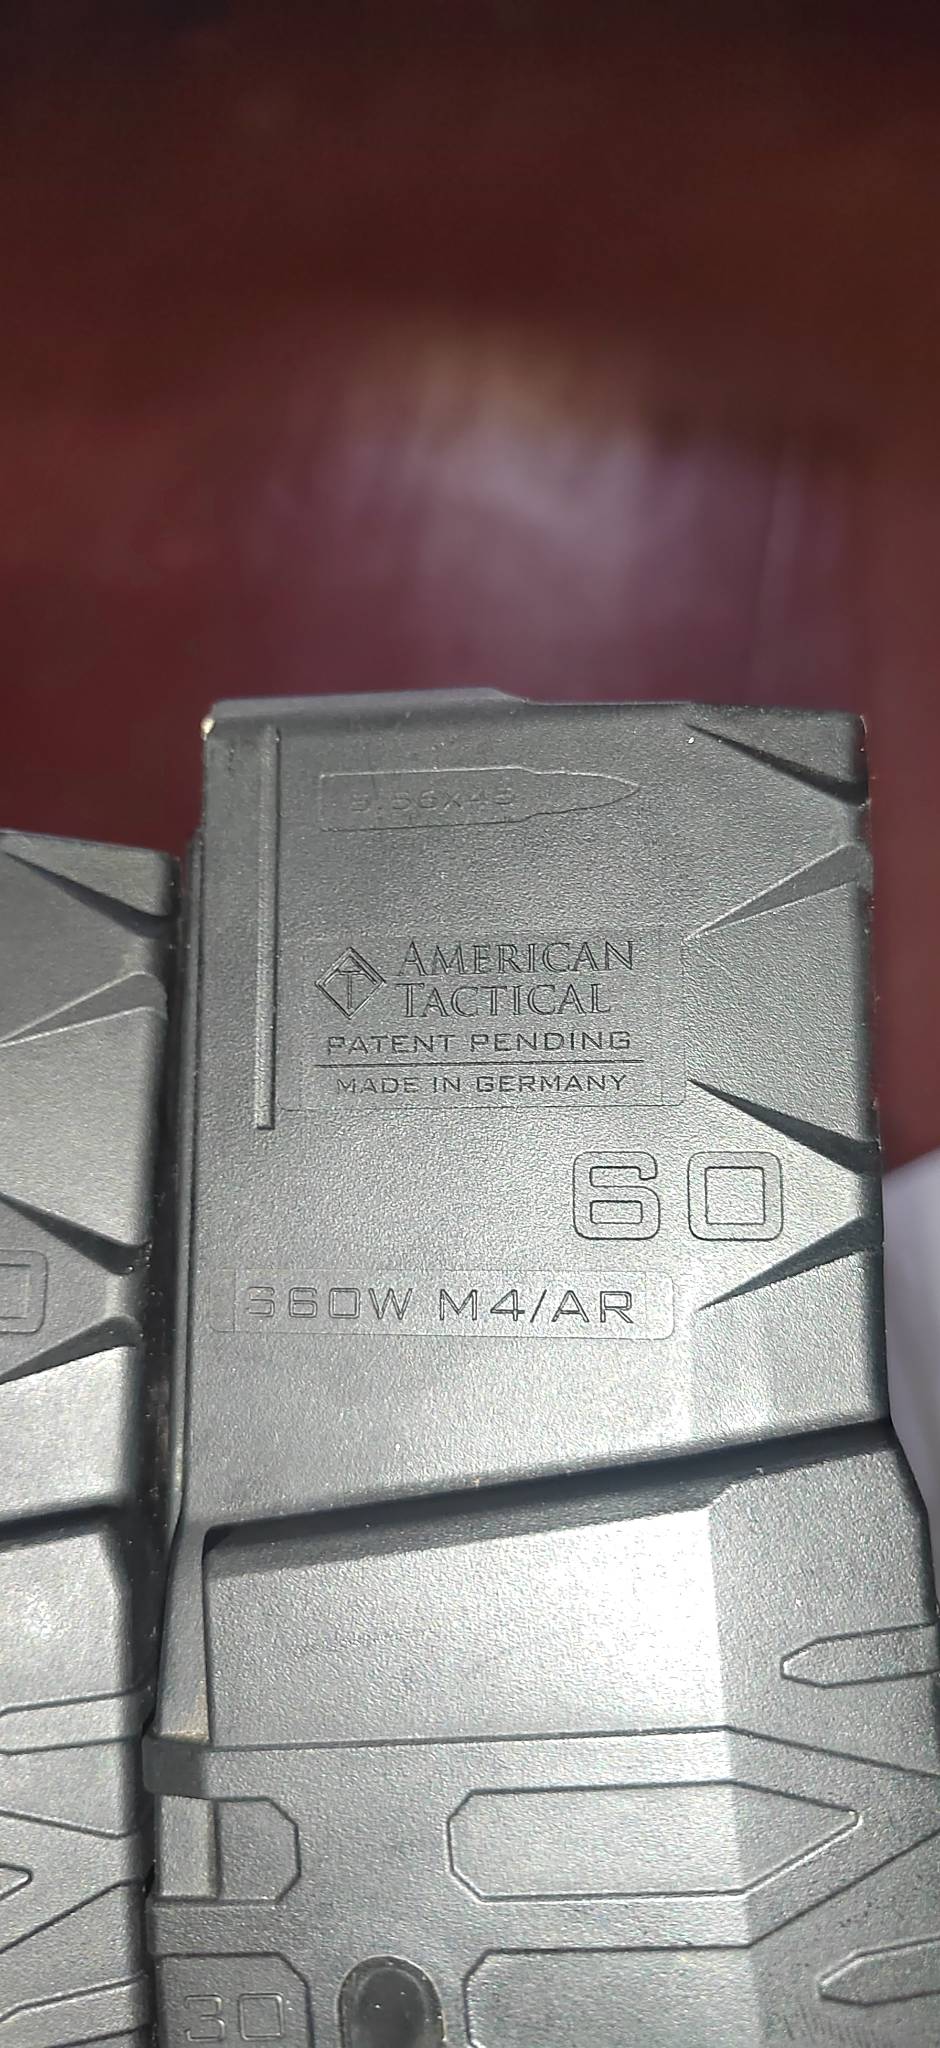 5.56X45
AMERICAN
TACTICAL
PATENT PENDING
MADE IN GERMANY
60
S60W M4/AR
30